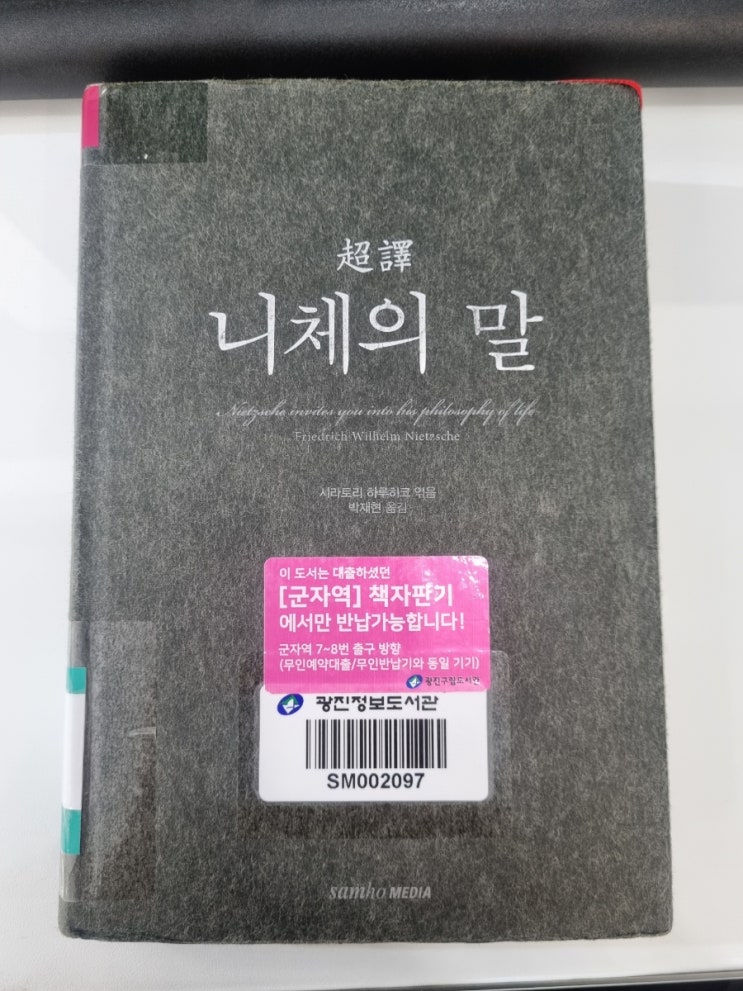 超譯
니체의 말
Nietzsche invites you into his philosophy of life
Friedrich Wilhelm Nietzsche
시라토리 하루히코 엮음
박재현 옮김
이 도서는 대출하셨던
[군자역] 책자판기
에서만 반납가능합니다!
군자역 7~8번 출구 방향
(무인예약대출/무인반납기와 동일 기기)
광진구립도서관
광진정보도서관
SM002097
samho MEDIA